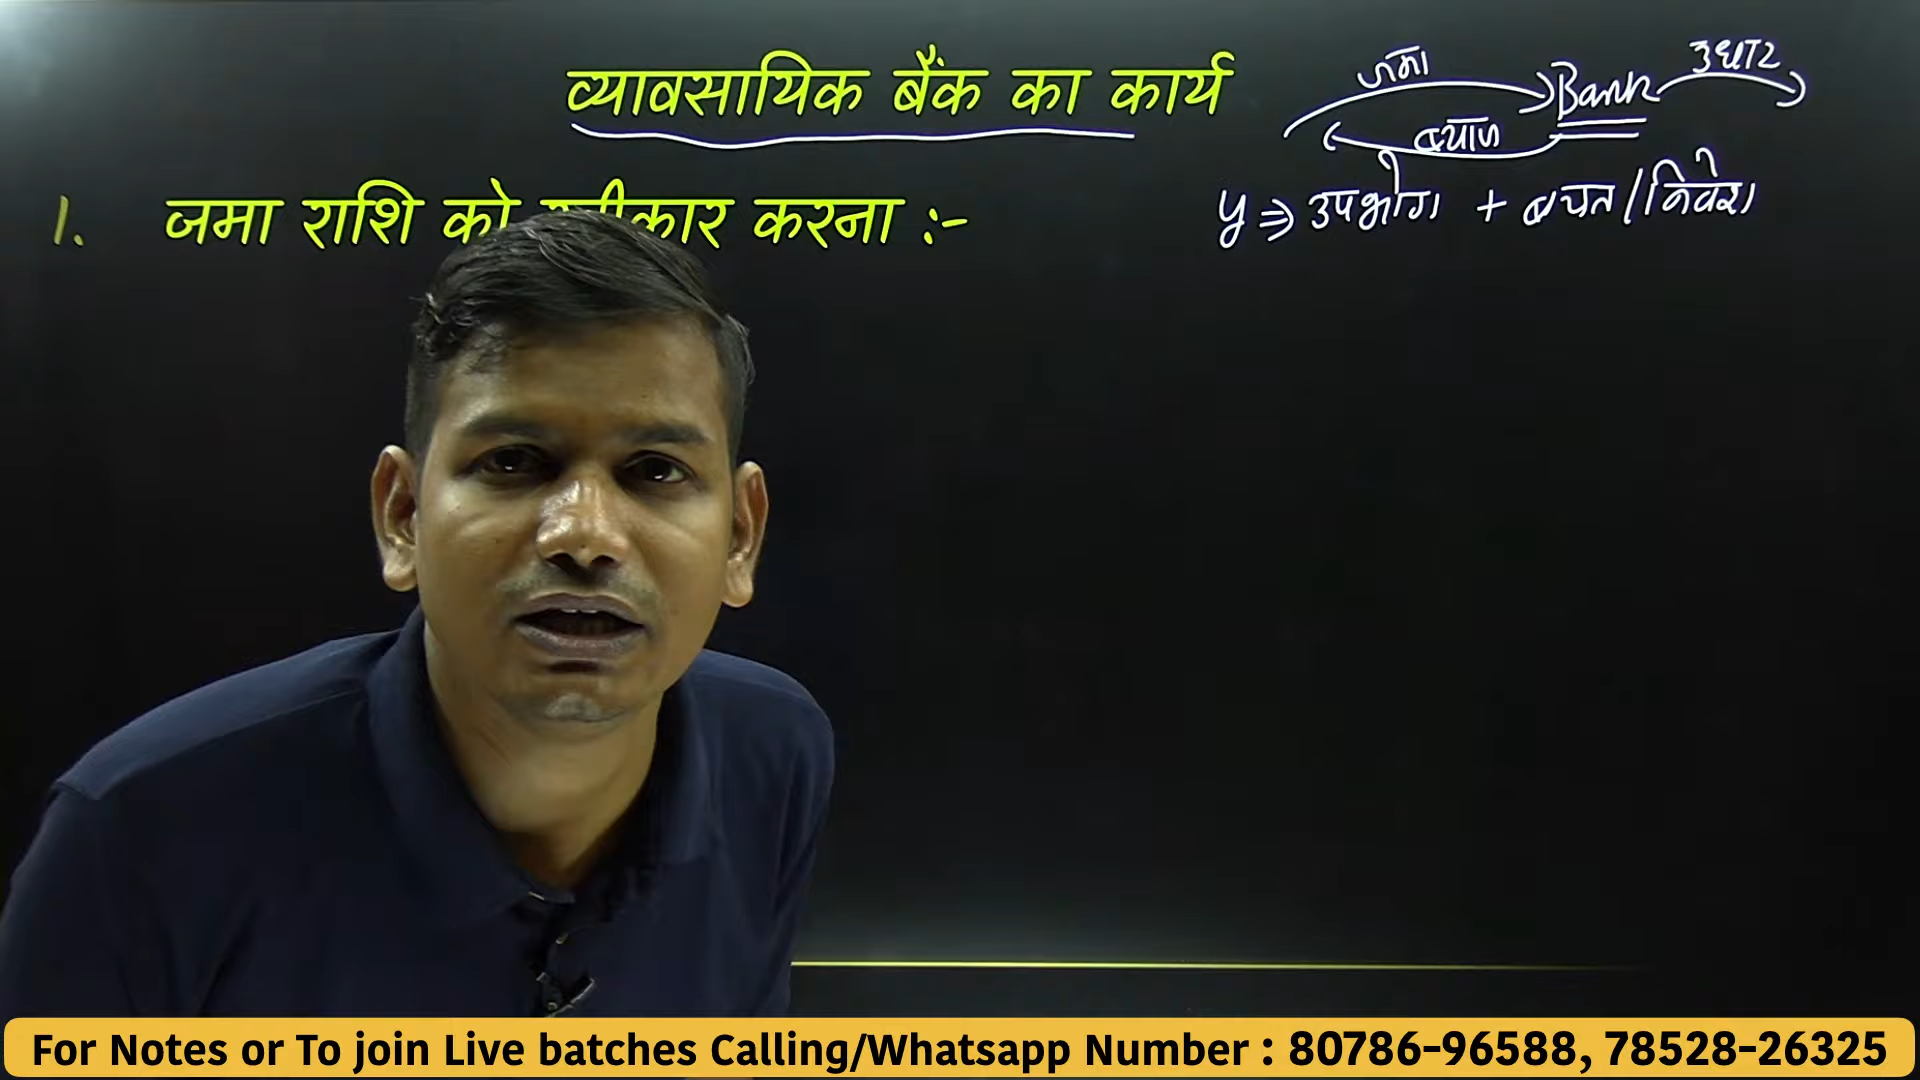 व्यावसायिक बैंक का कार्य
जमा Bank उधार
ब्याज
1. जमा राशि को स्वीकार करना :-
y ⇒ उपभोग + बचत/निवेश
For Notes or To join Live batches Calling/Whatsapp Number : 80786-96588, 78528-26325